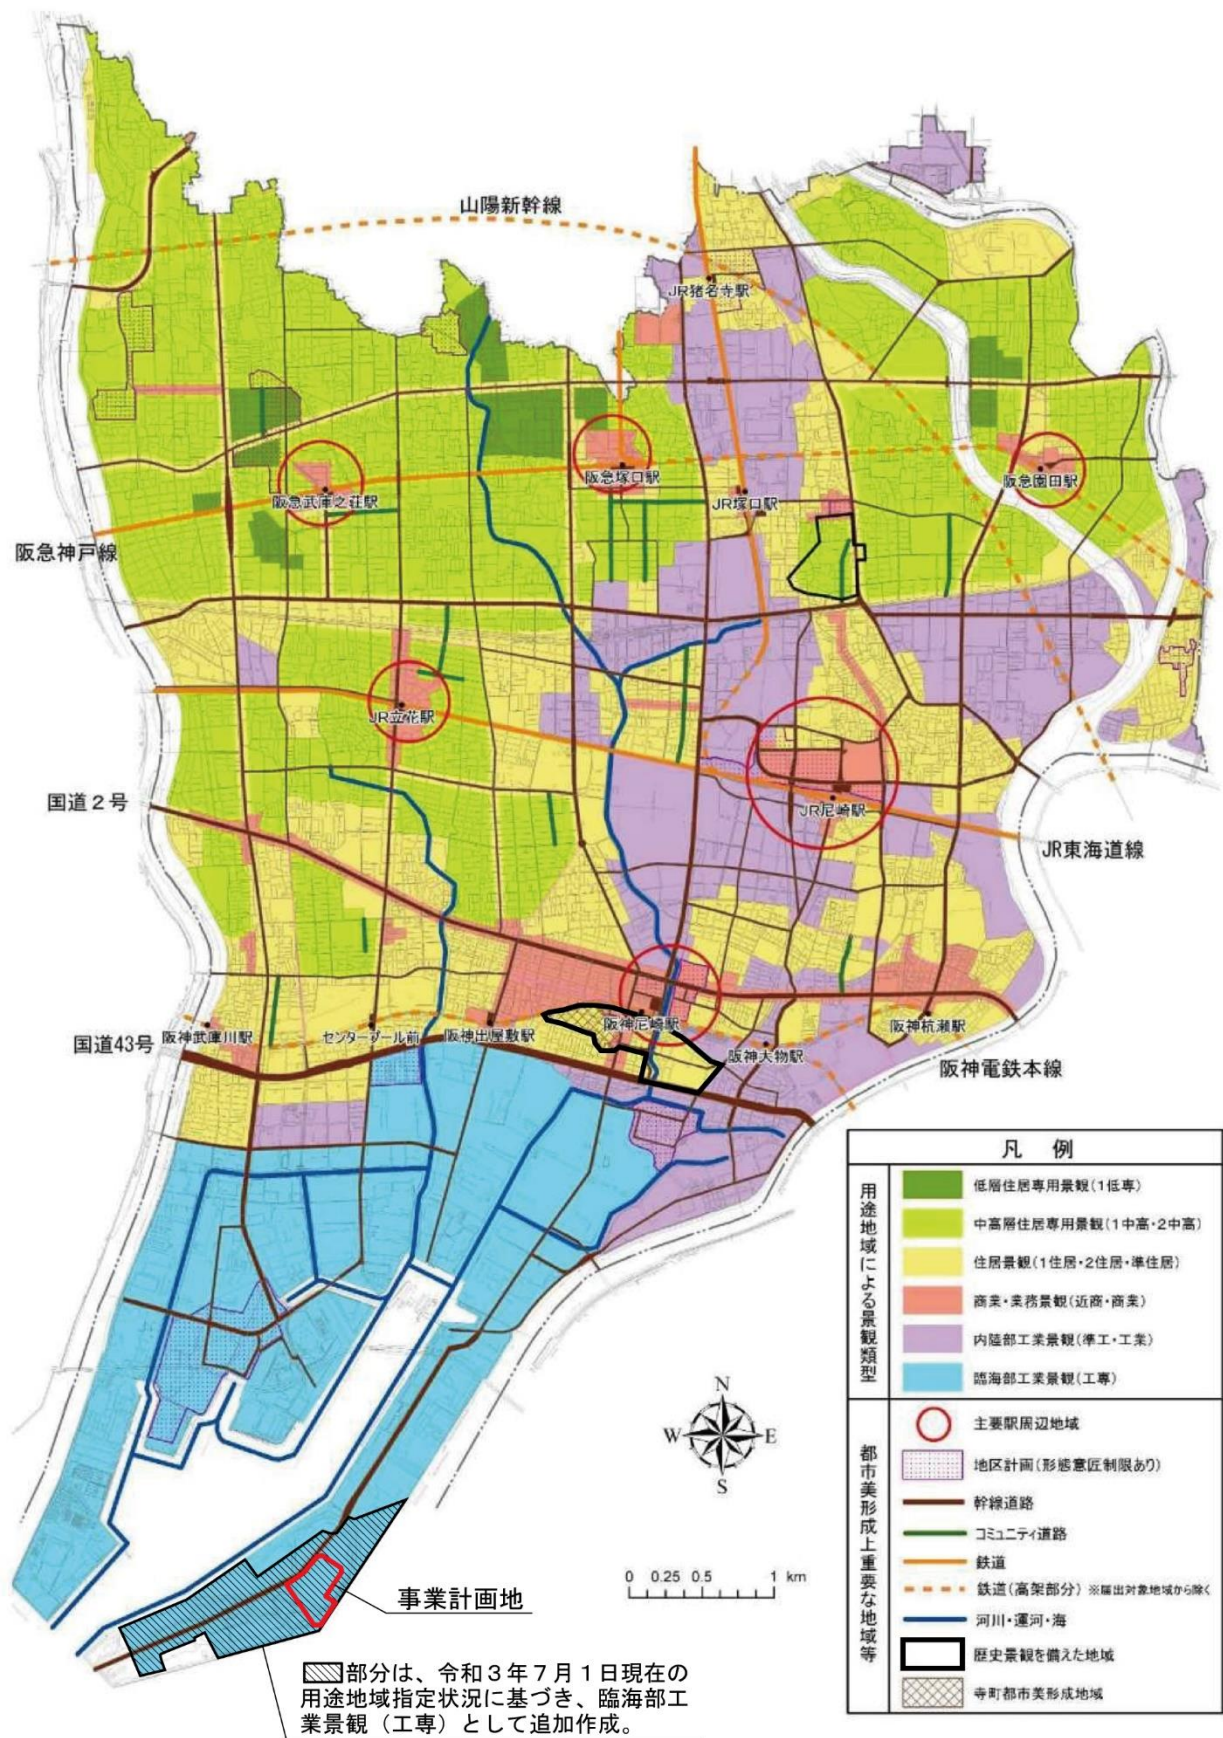 山陽新幹線
JR猪名寺駅
阪急武庫之荘駅
阪急塚口駅
JR塚口駅
阪急園田駅
阪急神戸線
JR立花駅
国道2号
JR尼崎駅
JR東海道線
国道43号
阪神武庫川駅
センタープール前
阪神出屋敷駅
阪神尼崎駅
阪神大物駅
阪神杭瀬駅
阪神電鉄本線
凡 例
用途地域による景観類型
低層住居専用景観(1低専)
中高層住居専用景観(1中高・2中高)
住居景観(1住居・2住居・準住居)
商業・業務景観(近商・商業)
内陸部工業景観(準工・工業)
臨海部工業景観(工専)
都市美形成上重要な地域等
主要駅周辺地域
地区計画(形態意匠制限あり)
幹線道路
コミュニティ道路
鉄道
鉄道(高架部分) ※届出対象地域から除く
河川・運河・海
歴史景観を備えた地域
寺町都市美形成地域
N
W E
S
0 0.25 0.5 1 km
事業計画地
部分は、令和3年7月1日現在の
用途地域指定状況に基づき、臨海部工
業景観（工専）として追加作成。